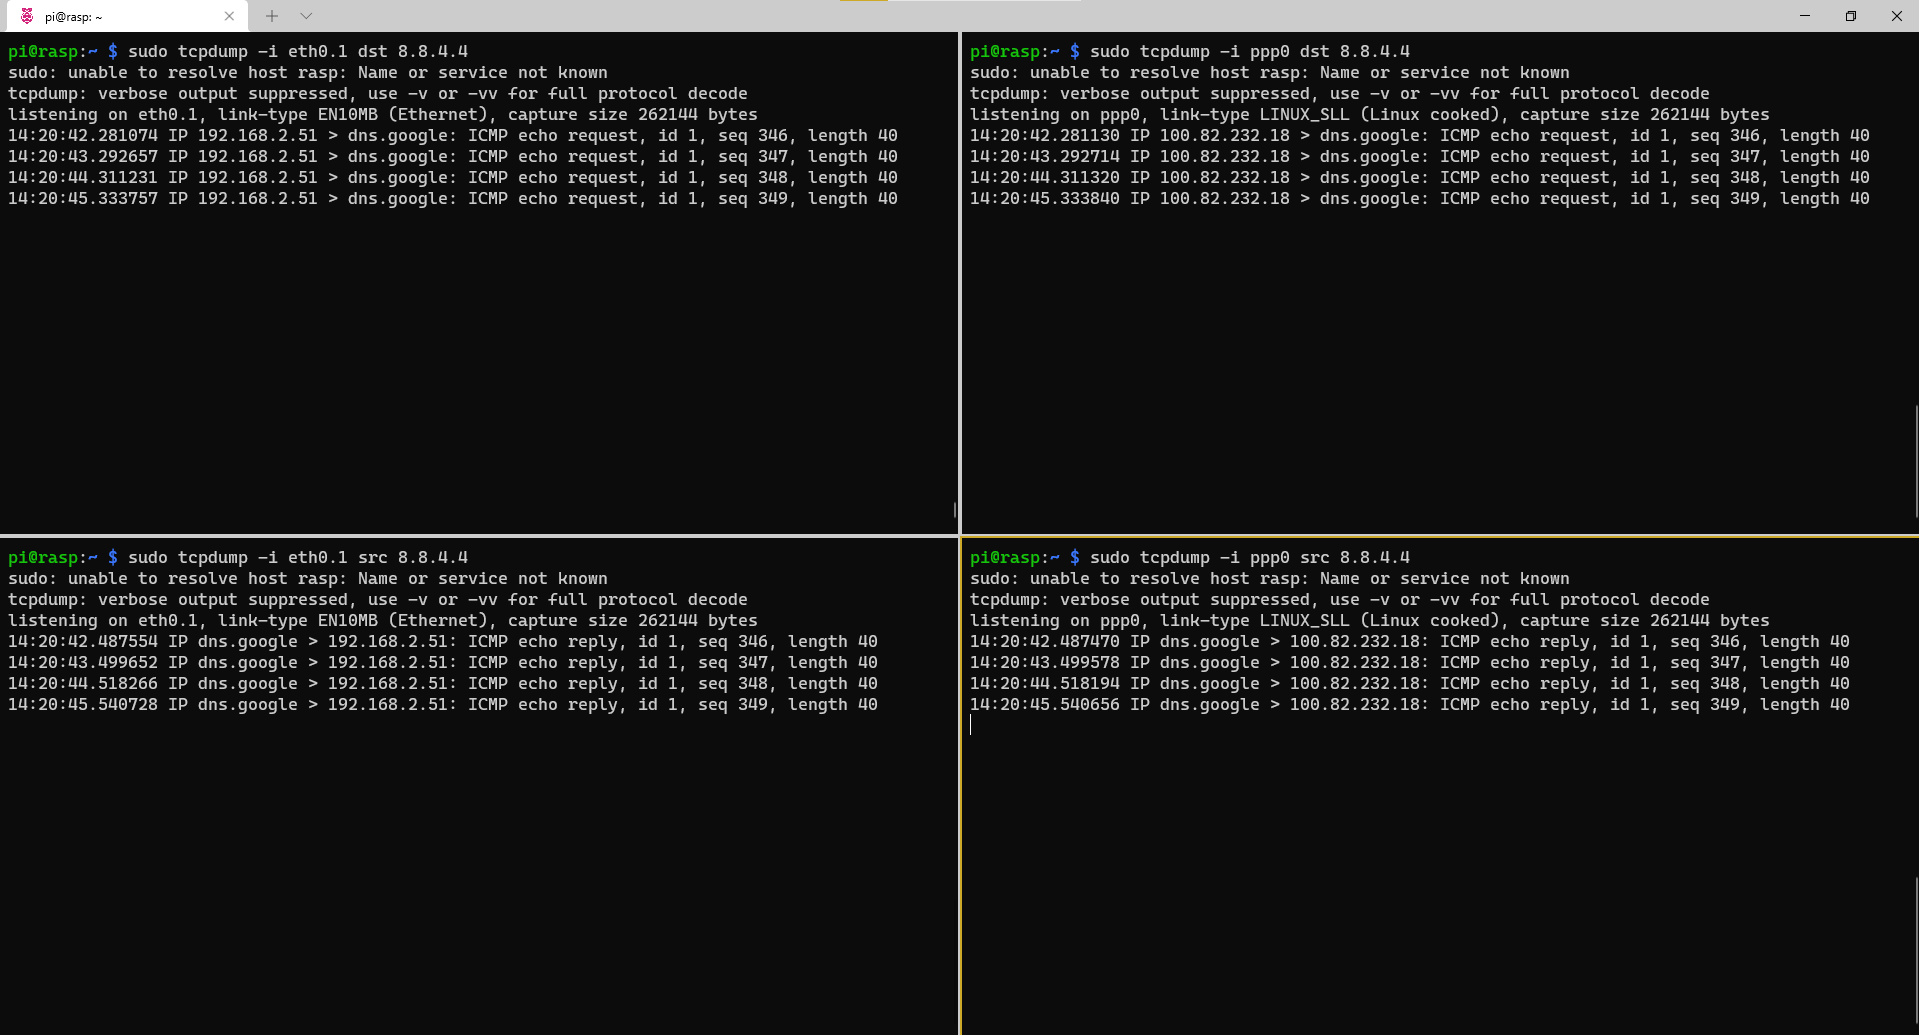 pi@rasp: ~
pi@rasp:~ $ sudo tcpdump -i eth0.1 dst 8.8.4.4
sudo: unable to resolve host rasp: Name or service not known
tcpdump: verbose output suppressed, use -v or -vv for full protocol decode
listening on eth0.1, link-type EN10MB (Ethernet), capture size 262144 bytes
14:20:42.281074 IP 192.168.2.51 > dns.google: ICMP echo request, id 1, seq 346, length 40
14:20:43.292657 IP 192.168.2.51 > dns.google: ICMP echo request, id 1, seq 347, length 40
14:20:44.311231 IP 192.168.2.51 > dns.google: ICMP echo request, id 1, seq 348, length 40
14:20:45.333757 IP 192.168.2.51 > dns.google: ICMP echo request, id 1, seq 349, length 40
pi@rasp:~ $ sudo tcpdump -i ppp0 dst 8.8.4.4
sudo: unable to resolve host rasp: Name or service not known
tcpdump: verbose output suppressed, use -v or -vv for full protocol decode
listening on ppp0, link-type LINUX_SLL (Linux cooked), capture size 262144 bytes
14:20:42.281130 IP 100.82.232.18 > dns.google: ICMP echo request, id 1, seq 346, length 40
14:20:43.292714 IP 100.82.232.18 > dns.google: ICMP echo request, id 1, seq 347, length 40
14:20:44.311320 IP 100.82.232.18 > dns.google: ICMP echo request, id 1, seq 348, length 40
14:20:45.333840 IP 100.82.232.18 > dns.google: ICMP echo request, id 1, seq 349, length 40
pi@rasp:~ $ sudo tcpdump -i eth0.1 src 8.8.4.4
sudo: unable to resolve host rasp: Name or service not known
tcpdump: verbose output suppressed, use -v or -vv for full protocol decode
listening on eth0.1, link-type EN10MB (Ethernet), capture size 262144 bytes
14:20:42.487554 IP dns.google > 192.168.2.51: ICMP echo reply, id 1, seq 346, length 40
14:20:43.499652 IP dns.google > 192.168.2.51: ICMP echo reply, id 1, seq 347, length 40
14:20:44.518266 IP dns.google > 192.168.2.51: ICMP echo reply, id 1, seq 348, length 40
14:20:45.540728 IP dns.google > 192.168.2.51: ICMP echo reply, id 1, seq 349, length 40
pi@rasp:~ $ sudo tcpdump -i ppp0 src 8.8.4.4
sudo: unable to resolve host rasp: Name or service not known
tcpdump: verbose output suppressed, use -v or -vv for full protocol decode
listening on ppp0, link-type LINUX_SLL (Linux cooked), capture size 262144 bytes
14:20:42.487470 IP dns.google > 100.82.232.18: ICMP echo reply, id 1, seq 346, length 40
14:20:43.499578 IP dns.google > 100.82.232.18: ICMP echo reply, id 1, seq 347, length 40
14:20:44.518194 IP dns.google > 100.82.232.18: ICMP echo reply, id 1, seq 348, length 40
14:20:45.540656 IP dns.google > 100.82.232.18: ICMP echo reply, id 1, seq 349, length 40